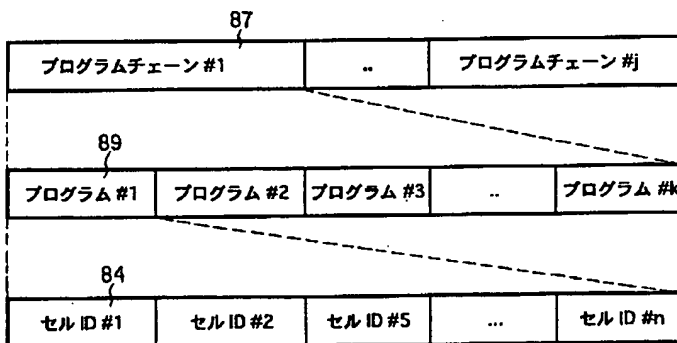 87
プログラムチェーン #1 .. プログラムチェーン #j
89
プログラム #1 プログラム #2 プログラム #3 .. プログラム #k
84
セル ID #1 セル ID #2 セル ID #5 ... セル ID #n